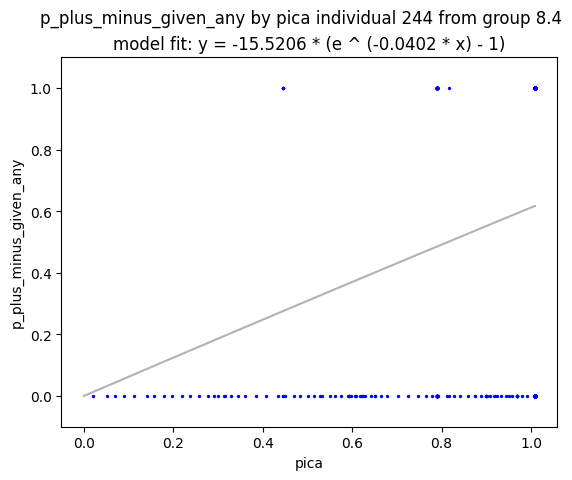 p_plus_minus_given_any by pica individual 244 from group 8.4
model fit: y = -15.5206 * (e ^ (-0.0402 * x) - 1)
1.0
0.8
0.6
0.4
0.2
0.0
p_plus_minus_given_any
0.0 0.2 0.4 0.6 0.8 1.0
pica